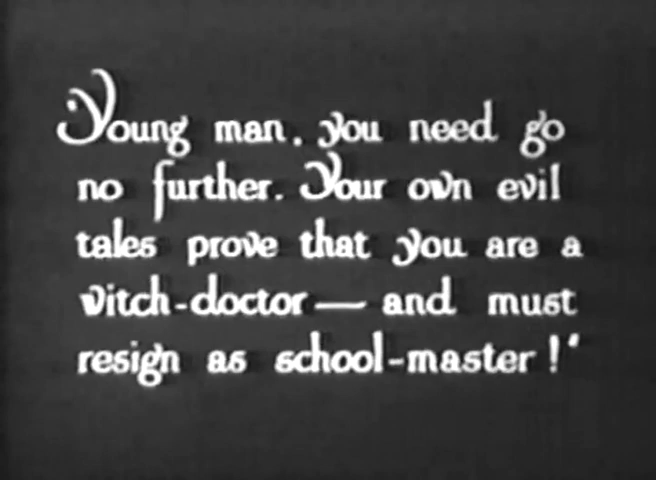 Young man, you need go
no further. Your own evil
tales prove that you are a
witch-doctor — and must
resign as school-master!'